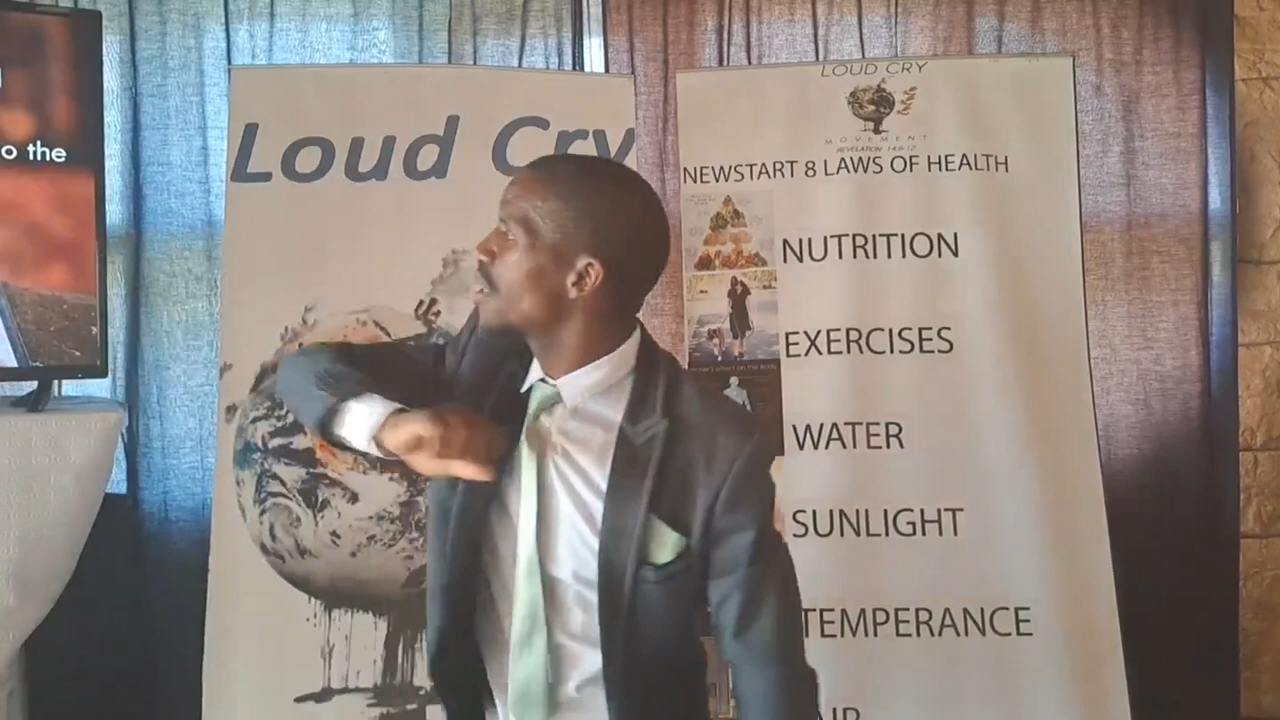 o the
Loud Cry
LOUD CRY
MOVEMENT
REVELATION 14:6-12
NEWSTART 8 LAWS OF HEALTH
NUTRITION
EXERCISES
WATER
SUNLIGHT
TEMPERANCE
AIR